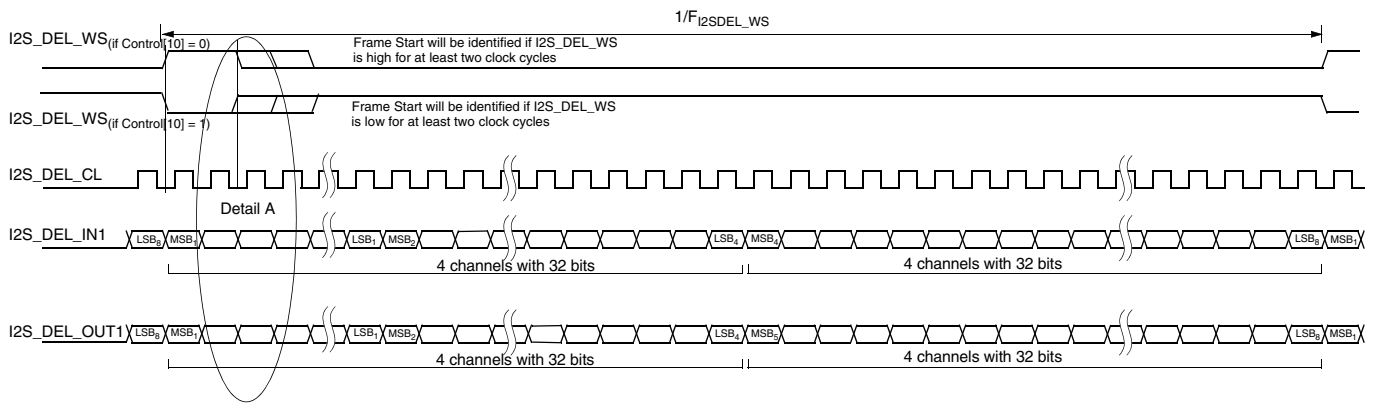 1/FI2SDEL_WS
I2S_DEL_WS(if Control[10] = 0)
Frame Start will be identified if I2S_DEL_WS
is high for at least two clock cycles
Frame Start will be identified if I2S_DEL_WS
is low for at least two clock cycles
I2S_DEL_WS(if Control[10] = 1)
I2S_DEL_CL
Detail A
I2S_DEL_IN1 LSB8 MSB1 LSB1 MSB2 LSB4 MSB4 LSB8 MSB1
4 channels with 32 bits 4 channels with 32 bits
I2S_DEL_OUT1 LSB8 MSB1 LSB1 MSB2 LSB4 MSB5 LSB8 MSB1
4 channels with 32 bits 4 channels with 32 bits